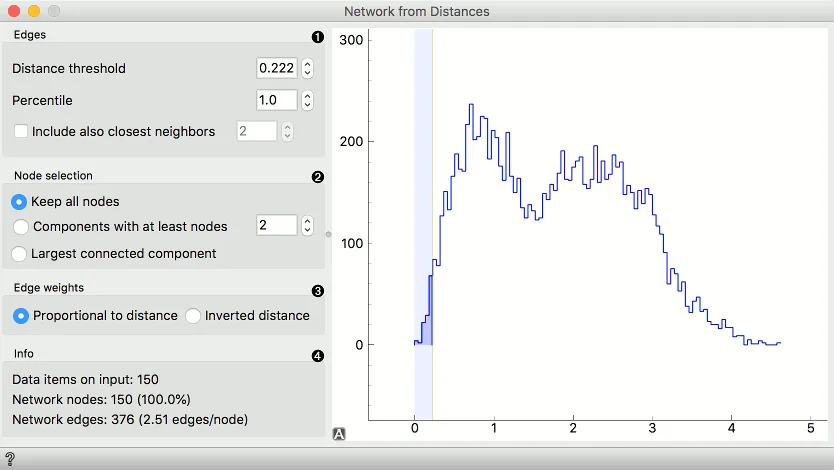 Network from Distances
Edges 1
Distance threshold 0.222
Percentile 1.0
Include also closest neighbors 2
Node selection 2
Keep all nodes
Components with at least nodes 2
Largest connected component
Edge weights 3
Proportional to distance Inverted distance
Info 4
Data items on input: 150
Network nodes: 150 (100.0%)
Network edges: 376 (2.51 edges/node)
300
200
100
0
0 1 2 3 4 5
A
?